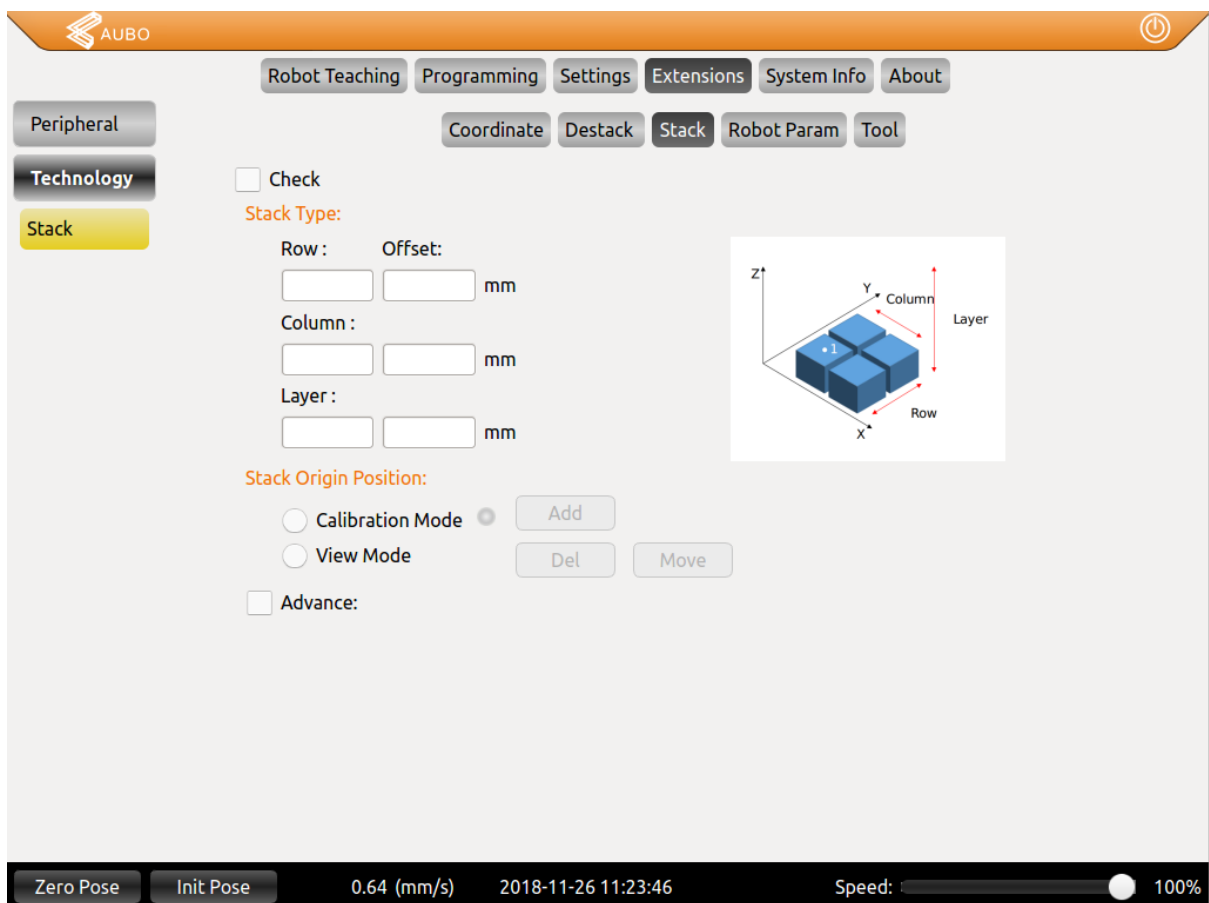 AUBO
Robot Teaching Programming Settings Extensions System Info About
Peripheral
Coordinate Destack Stack Robot Param Tool
Technology
Check
Stack Type:
Stack
Row : Offset:
mm
Column :
mm
Layer :
mm
Z
Y
Column
Layer
1
Row
X
Stack Origin Position:
Calibration Mode Add
View Mode Del Move
Advance:
Zero Pose Init Pose 0.64 (mm/s) 2018-11-26 11:23:46 Speed: 100%